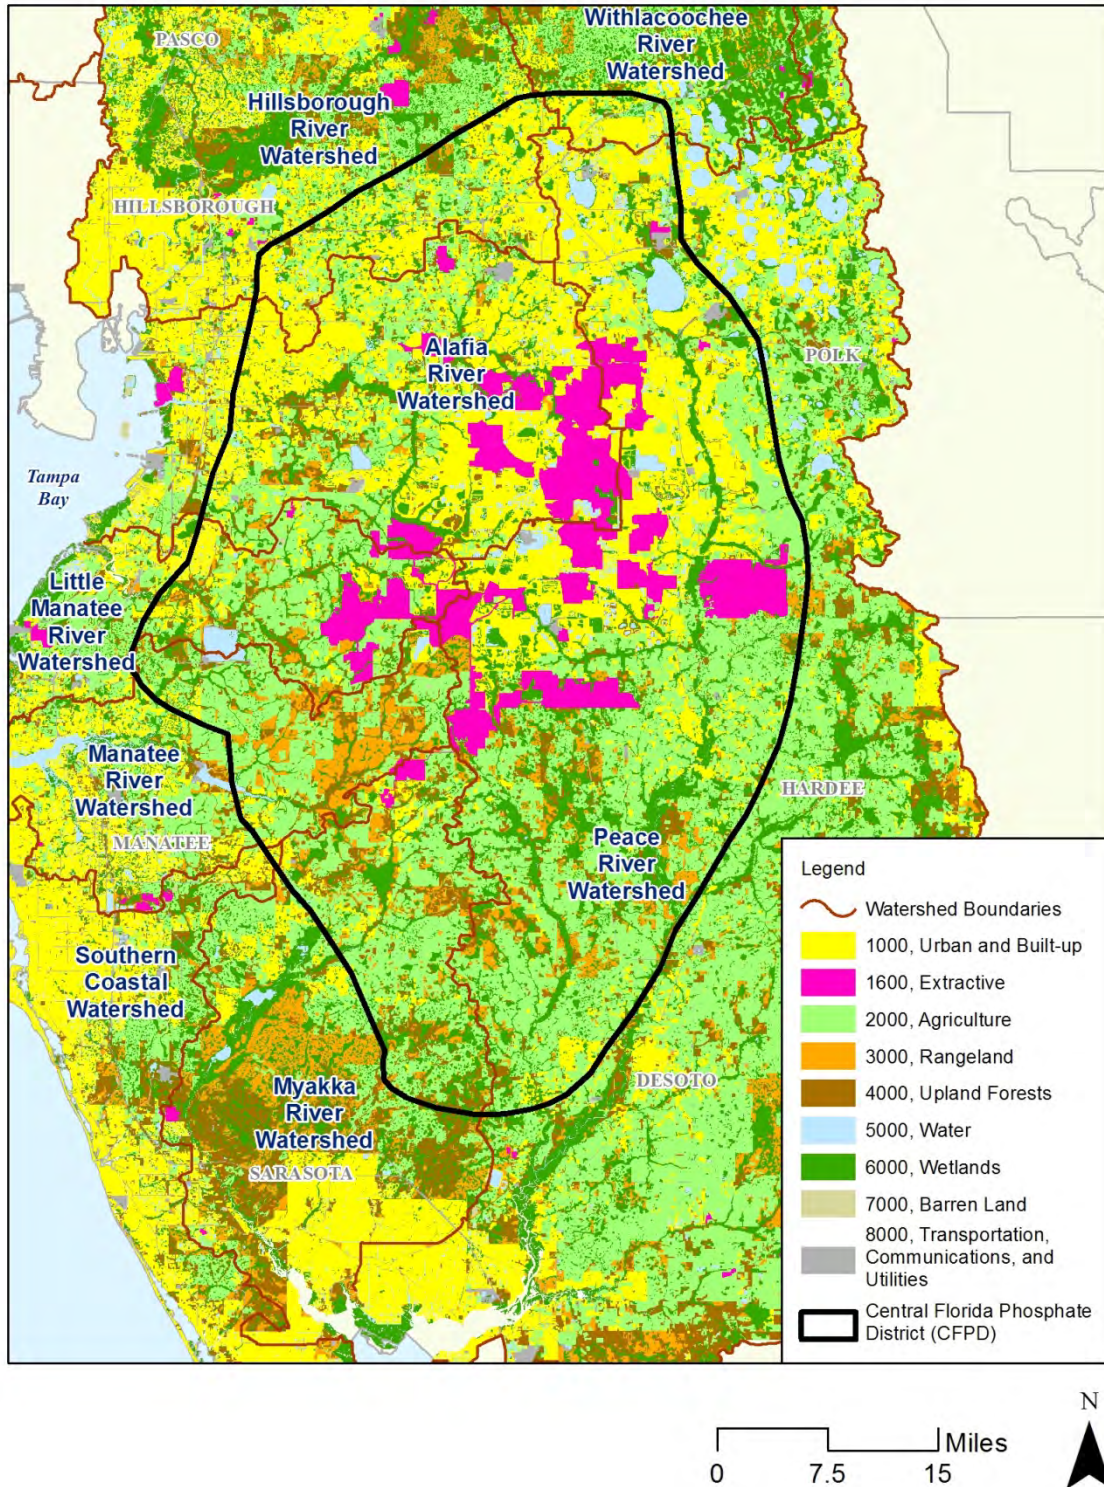 Withlacoochee
River
Watershed
PASCO
Hillsborough
River
Watershed
HILLSBOROUGH
Alafia
River
Watershed
POLK
Tampa
Bay
Little
Manatee
River
Watershed
Manatee
River
Watershed
MANATEE
HARDEE
Peace
River
Watershed
Southern
Coastal
Watershed
DESOTO
Myakka
River
Watershed
SARASOTA
Legend
Watershed Boundaries
1000, Urban and Built-up
1600, Extractive
2000, Agriculture
3000, Rangeland
4000, Upland Forests
5000, Water
6000, Wetlands
7000, Barren Land
8000, Transportation,
Communications, and
Utilities
Central Florida Phosphate
District (CFPD)
N
Miles
0 7.5 15